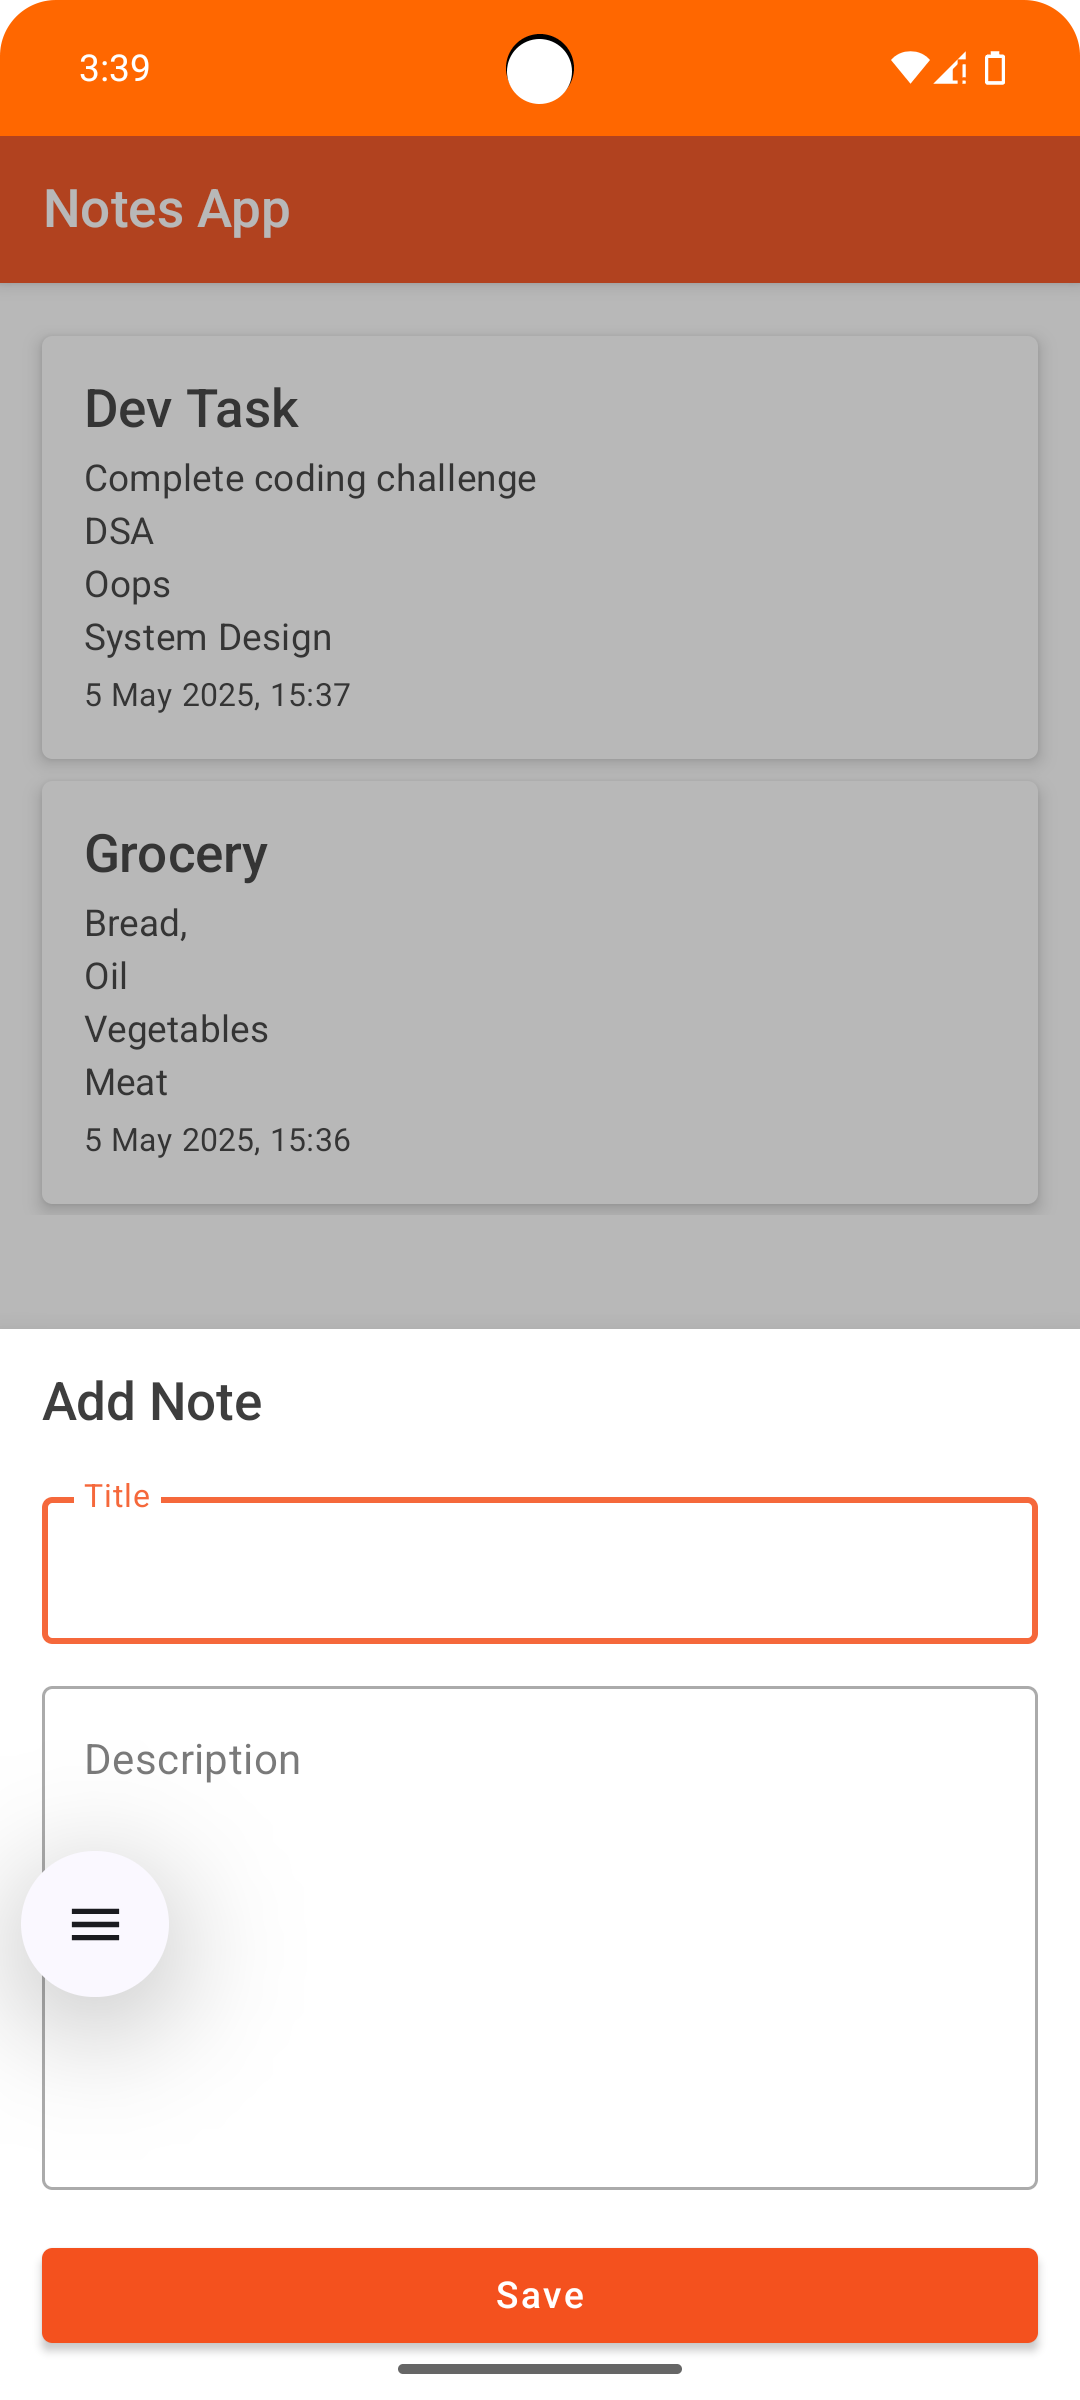 3:39
Notes App
Dev Task
Complete coding challenge
DSA
Oops
System Design
5 May 2025, 15:37
Grocery
Bread,
Oil
Vegetables
Meat
5 May 2025, 15:36
Add Note
Title
Description
Save